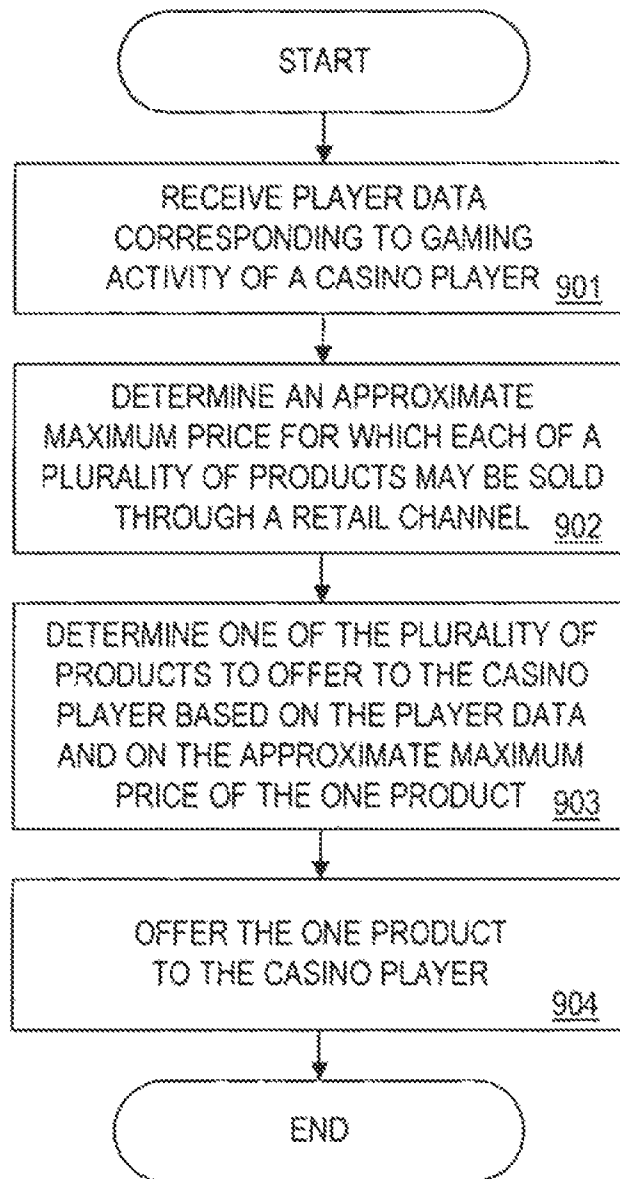 START
RECEIVE PLAYER DATA
CORRESPONDING TO GAMING
ACTIVITY OF A CASINO PLAYER 901
DETERMINE AN APPROXIMATE
MAXIMUM PRICE FOR WHICH EACH OF A
PLURALITY OF PRODUCTS MAY BE SOLD
THROUGH A RETAIL CHANNEL 902
DETERMINE ONE OF THE PLURALITY OF
PRODUCTS TO OFFER TO THE CASINO
PLAYER BASED ON THE PLAYER DATA
AND ON THE APPROXIMATE MAXIMUM
PRICE OF THE ONE PRODUCT 903
OFFER THE ONE PRODUCT
TO THE CASINO PLAYER
904
END